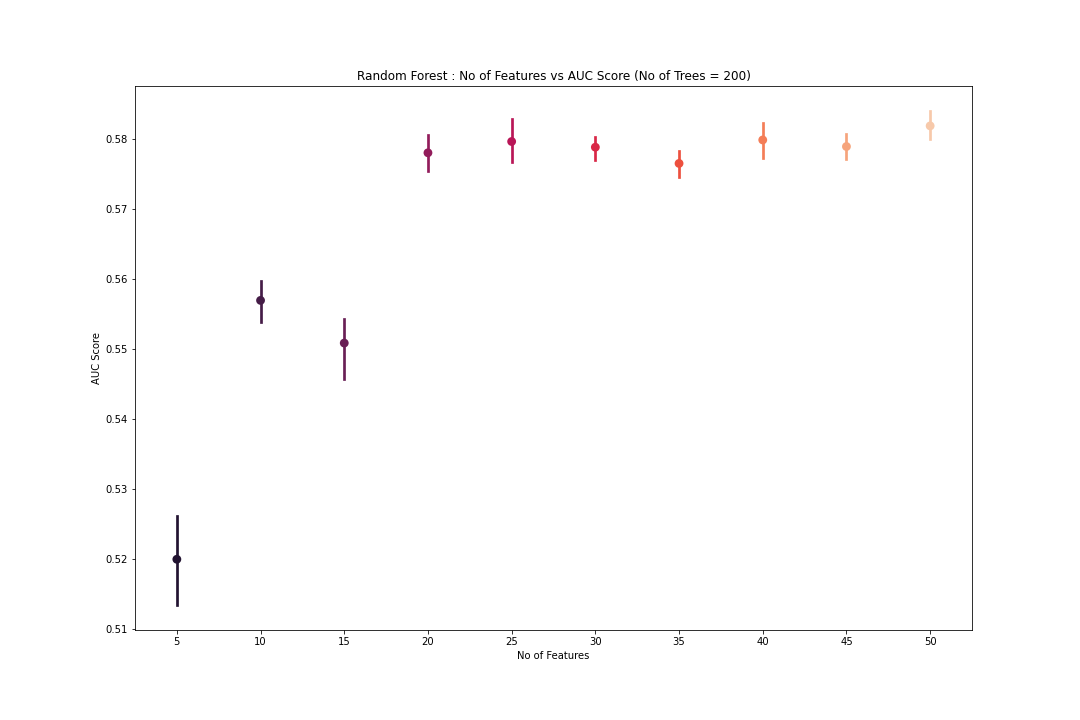 Random Forest : No of Features vs AUC Score (No of Trees = 200)
AUC Score
0.58
0.57
0.56
0.55
0.54
0.53
0.52
0.51
5 10 15 20 25 30 35 40 45 50
No of Features